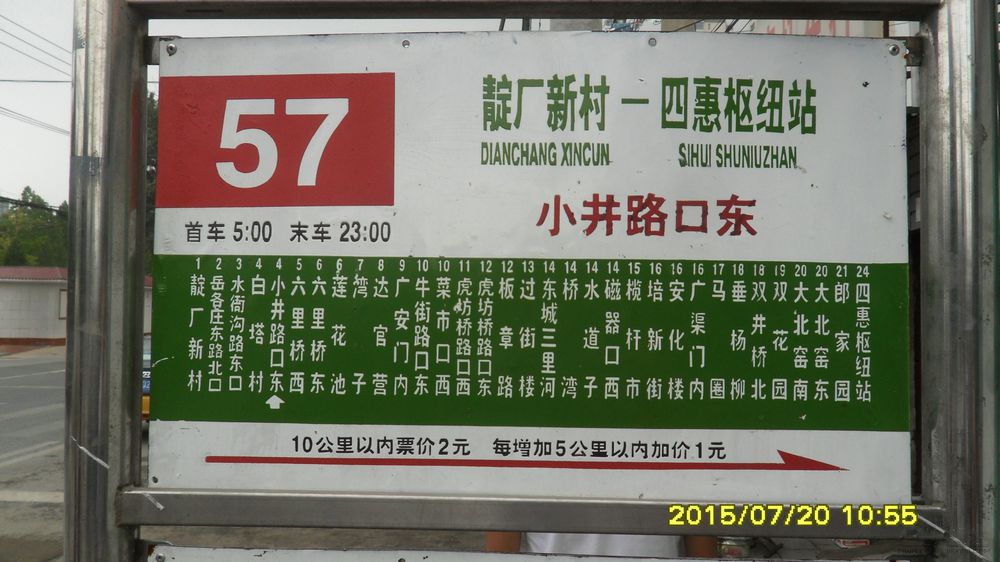 57
靛厂新村 — 四惠枢纽站
DIANCHANG XINCUN SIHUI SHUNIUZHAN
小井路口东
首车 5:00 末车 23:00
1 靛厂新村
2 岳各庄东路北口
3 水衙沟路东口
4 白塔村
4 小井路口东
5 六里桥西
6 六里桥东
6 莲花池
7 湾子
8 达官营
9 广安门内
10 牛街路口东
10 菜市口西
11 虎坊桥路口西
12 虎坊桥路口东
12 板章路
13 过街楼
14 东城三里河
14 桥湾
14 水道子
14 磁器口西
15 榄杆市
16 培新街
16 安化楼
16 广渠门内
17 马圈
18 垂杨柳
18 双井桥北
19 双花园
20 大北窑南
20 大北窑东
21 郎家园
24 四惠枢纽站
10公里以内票价2元 每增加5公里以内加价1元
2015/07/20 10:55